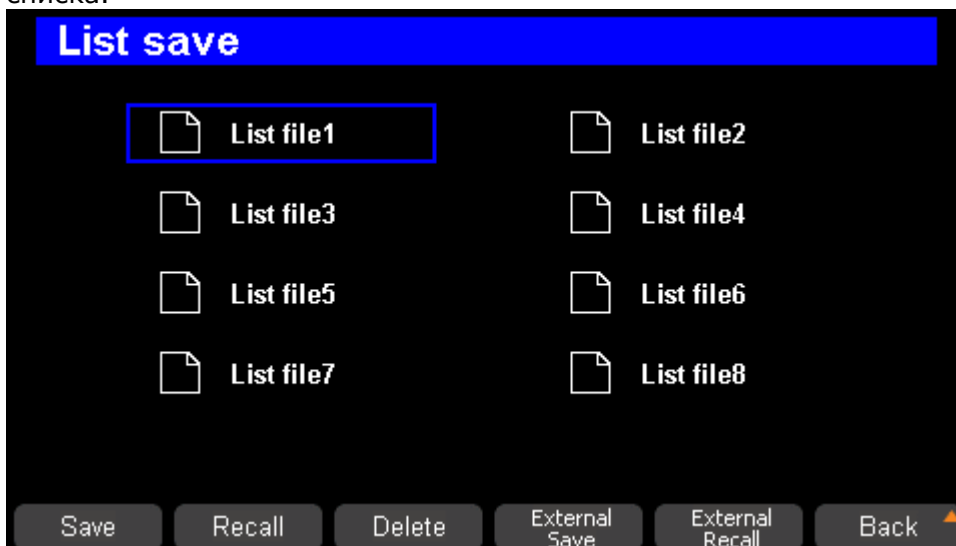 списка:
List save
List file1 List file2
List file3 List file4
List file5 List file6
List file7 List file8
Save Recall Delete External Save External Recall Back